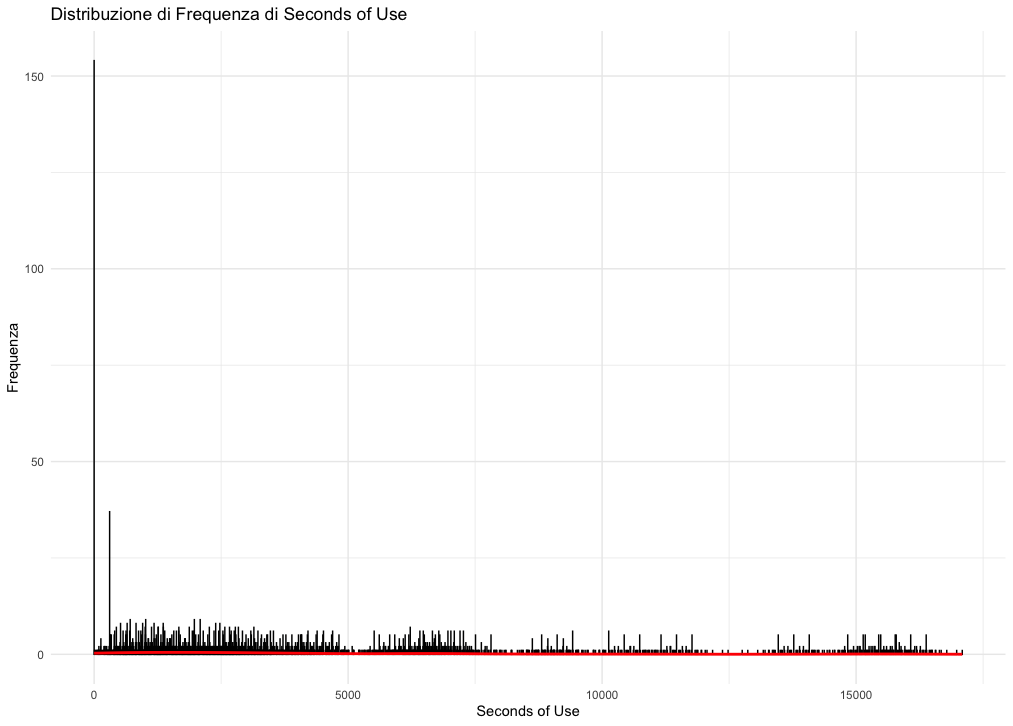 Distribuzione di Frequenza di Seconds of Use
Frequenza
150
100
50
0
0 5000 10000 15000
Seconds of Use